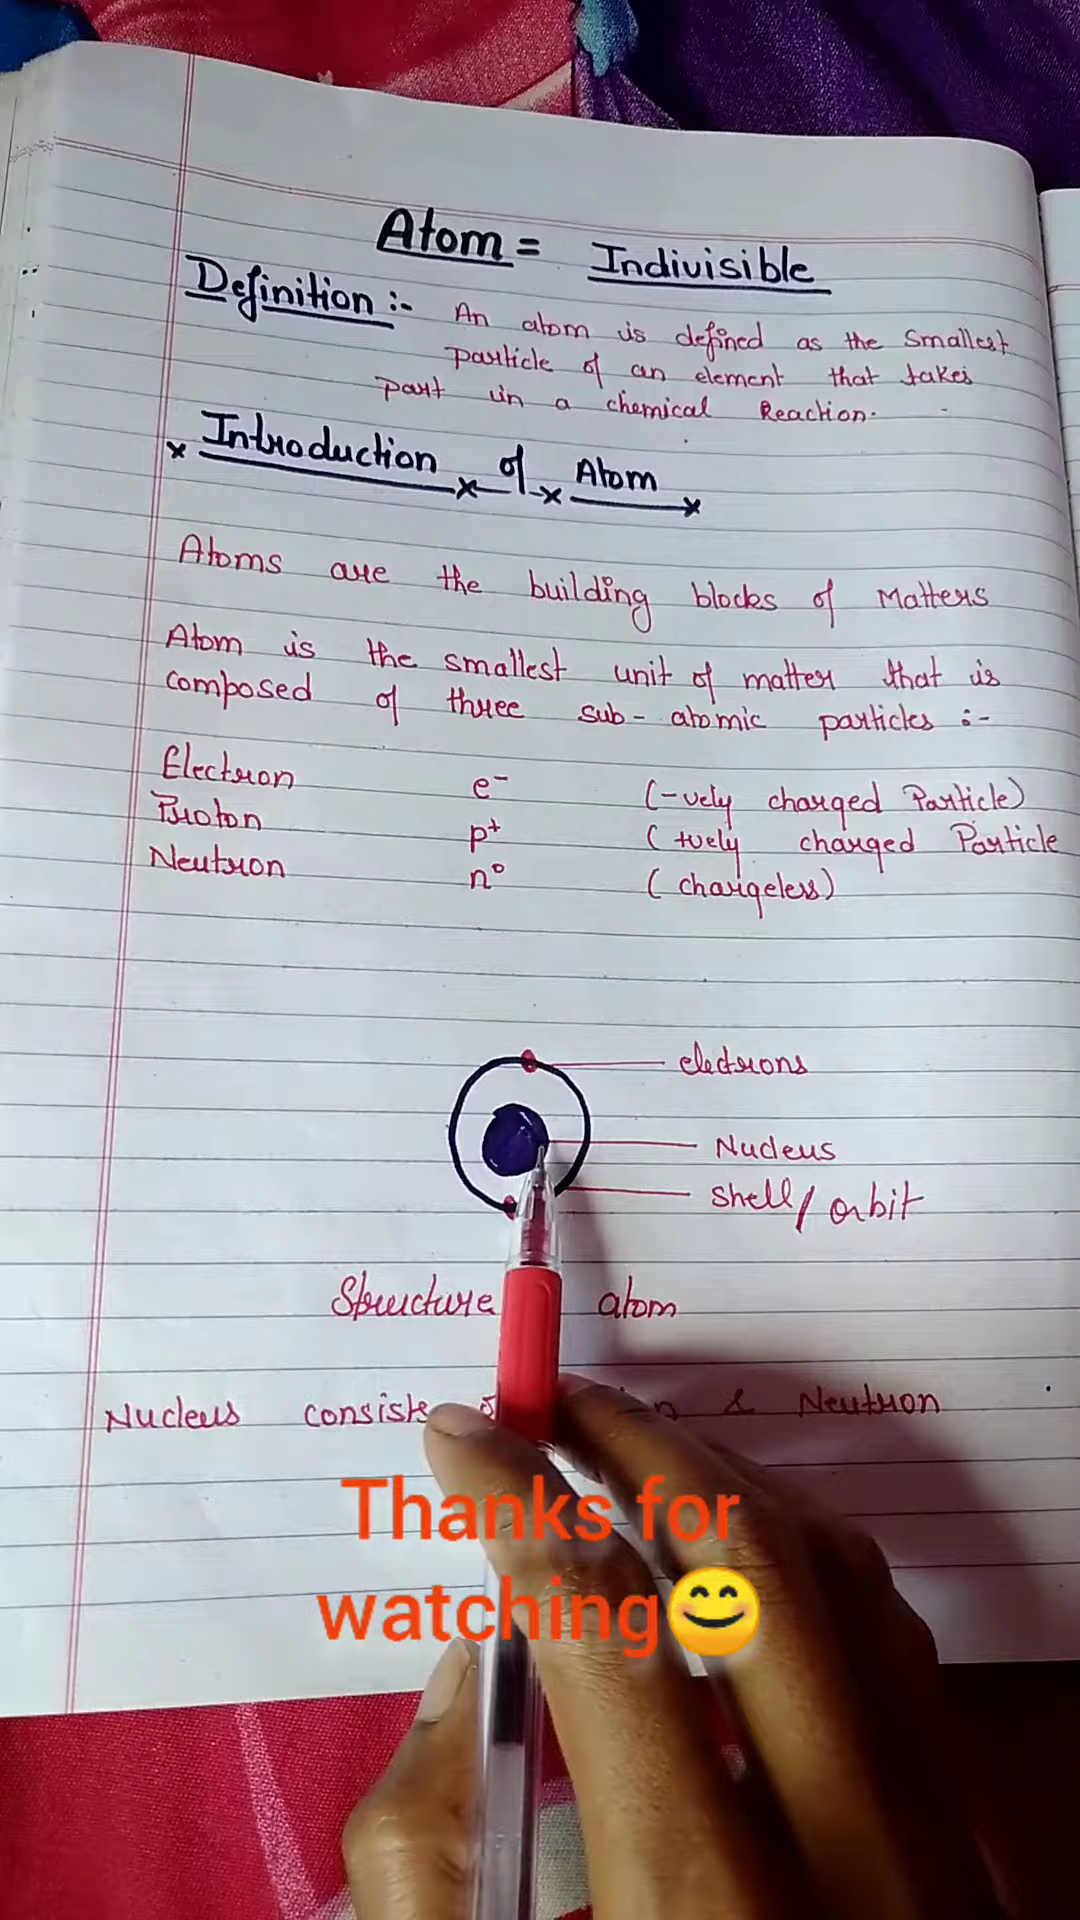 Atom = Indivisible
Definition :- An atom is defined as the smallest
particle of an element that takes
part in a chemical Reaction.
Introduction of Atom
Atoms are the building blocks of Matters
Atom is the smallest unit of matter that is
composed of three sub-atomic particles :-
Electron e⁻ (-vely charged Particle)
Proton p⁺ (+vely charged Particle
Neutron n⁰ (chargeless)
electrons
Nucleus
shell/orbit
Structure atom
Nucleus consists & Neutron
Thanks for
watching😊